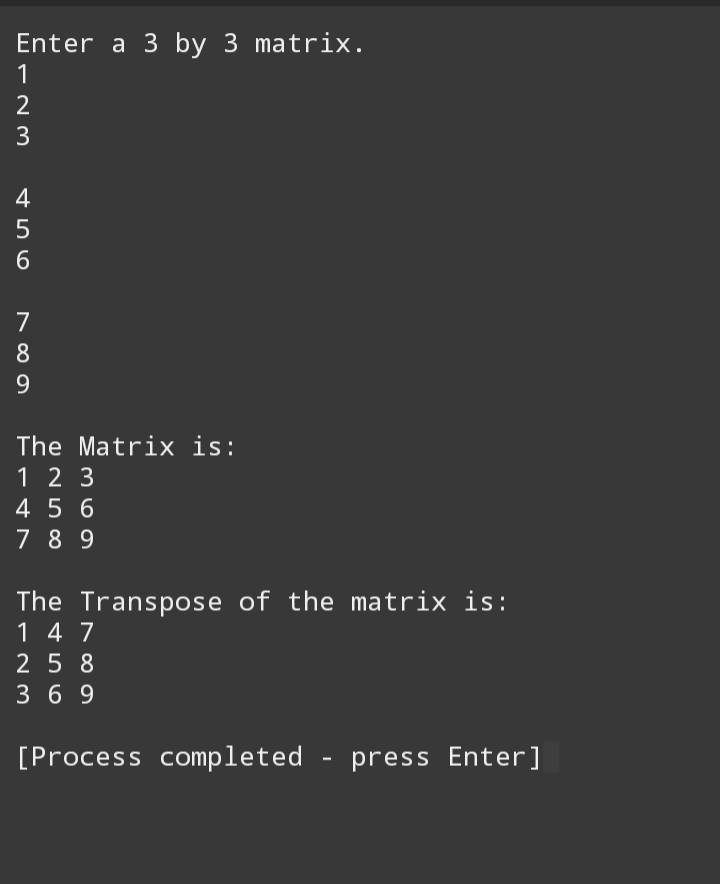 Enter a 3 by 3 matrix.
1
2
3
4
5
6
7
8
9
The Matrix is:
1 2 3
4 5 6
7 8 9
The Transpose of the matrix is:
1 4 7
2 5 8
3 6 9
[Process completed - press Enter]